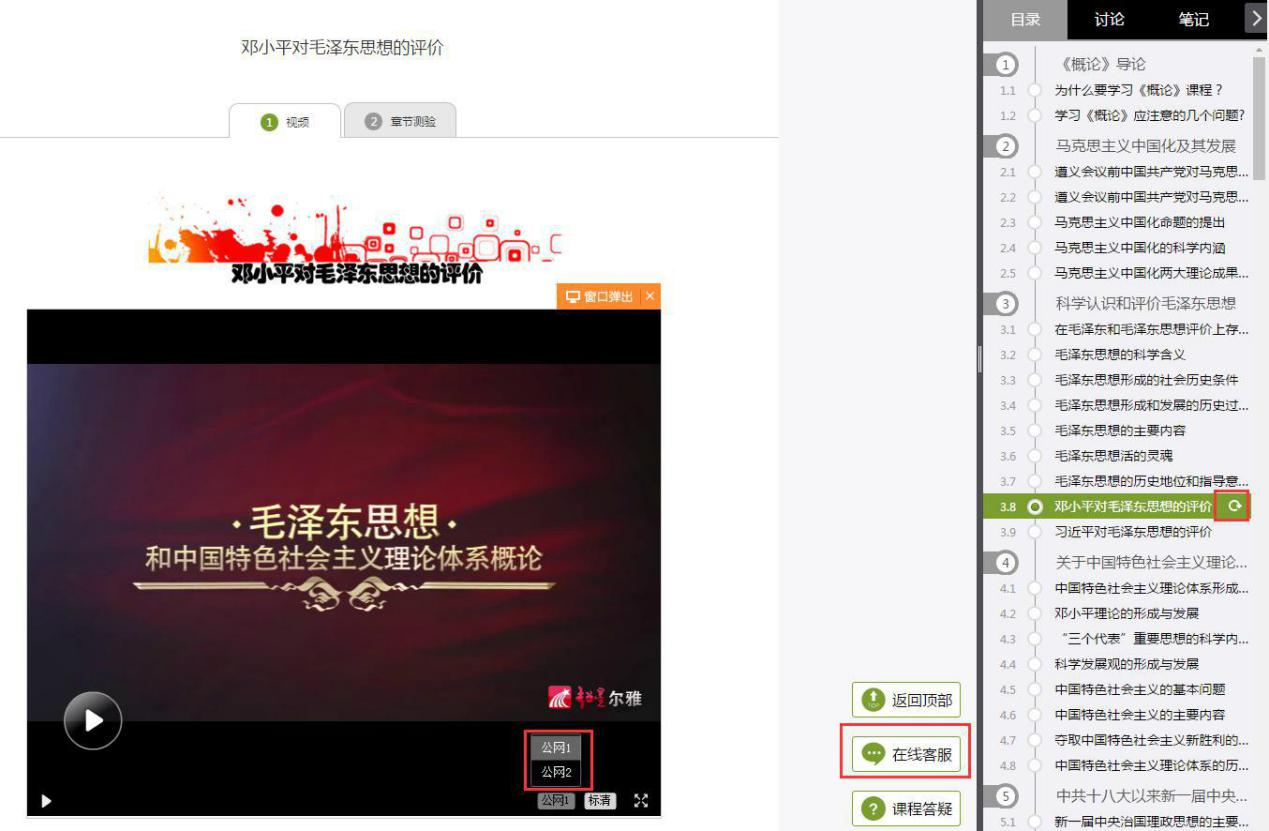 邓小平对毛泽东思想的评价
1 视频
2 章节测验
邓小平对毛泽东思想的评价
窗口弹出 ×
·毛泽东思想·
和中国特色社会主义理论体系概论
超星尔雅
公网1
公网2
公网1 标清
TOP 返回顶部
在线客服
? 课程答疑
目录 讨论 笔记
1 《概论》导论
1.1 为什么要学习《概论》课程？
1.2 学习《概论》应注意的几个问题?
2 马克思主义中国化及其发展
2.1 遵义会议前中国共产党对马克思...
2.2 遵义会议前中国共产党对马克思...
2.3 马克思主义中国化命题的提出
2.4 马克思主义中国化的科学内涵
2.5 马克思主义中国化两大理论成果...
3 科学认识和评价毛泽东思想
3.1 在毛泽东和毛泽东思想评价上存...
3.2 毛泽东思想的科学含义
3.3 毛泽东思想形成的社会历史条件
3.4 毛泽东思想形成和发展的历史过...
3.5 毛泽东思想的主要内容
3.6 毛泽东思想活的灵魂
3.7 毛泽东思想的历史地位和指导意...
3.8 邓小平对毛泽东思想的评价
3.9 习近平对毛泽东思想的评价
4 关于中国特色社会主义理论...
4.1 中国特色社会主义理论体系形成...
4.2 邓小平理论的形成与发展
4.3 “三个代表”重要思想的科学内...
4.4 科学发展观的形成与发展
4.5 中国特色社会主义的基本问题
4.6 中国特色社会主义的主要内容
4.7 夺取中国特色社会主义新胜利的...
4.8 中国特色社会主义理论体系的历...
5 中共十八大以来新一届中央...
5.1 新一届中央治国理政思想的主要...